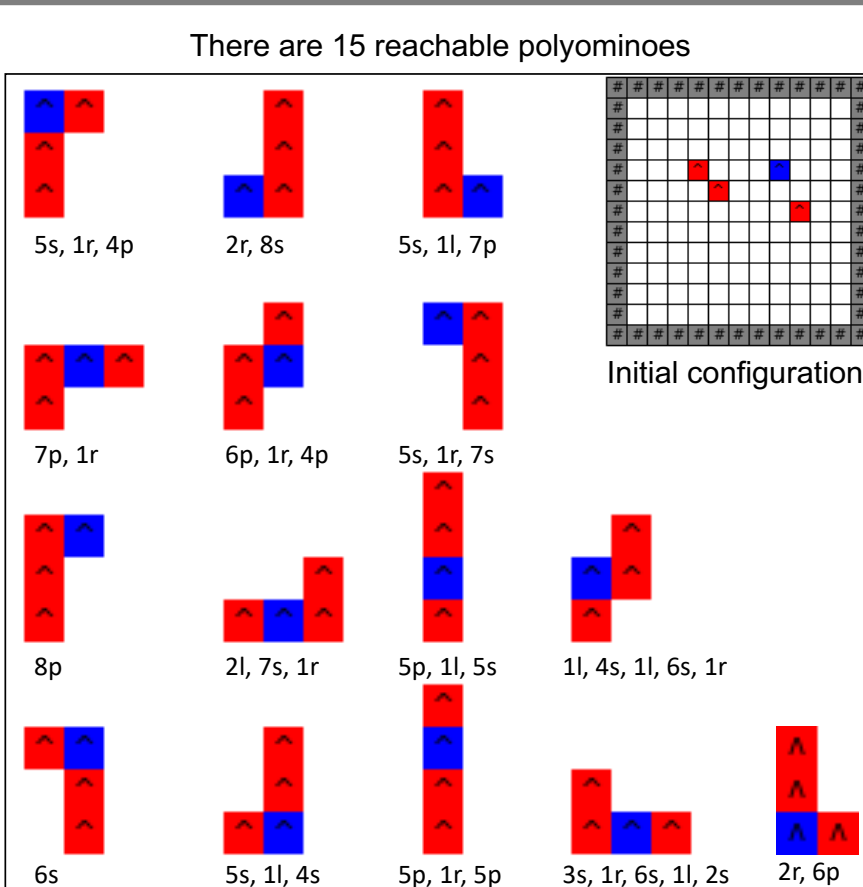 There are 15 reachable polyominoes
# # # # # # # # # # # # #
# #
# #
# #
# ^ ^ #
# ^ #
# ^ #
# #
# #
# #
# #
# #
# # # # # # # # # # # # #
Initial configuration
^ ^ ^ ^
^ ^
^ ^ ^ ^ ^
5s, 1r, 4p 2r, 8s 5s, 1l, 7p
^ ^ ^
^ ^ ^ ^ ^ ^
^ ^ ^
7p, 1r 6p, 1r, 4p 5s, 1r, 7s
^
^ ^ ^ ^
^ ^ ^ ^ ^
^ ^ ^ ^ ^ ^
8p 2l, 7s, 1r 5p, 1l, 5s 1l, 4s, 1l, 6s, 1r
^
^ ^ ^ ^ ^
^ ^ ^ ^ ^
^ ^ ^ ^ ^ ^ ^ ^ ^
6s 5s, 1l, 4s 5p, 1r, 5p 3s, 1r, 6s, 1l, 2s 2r, 6p